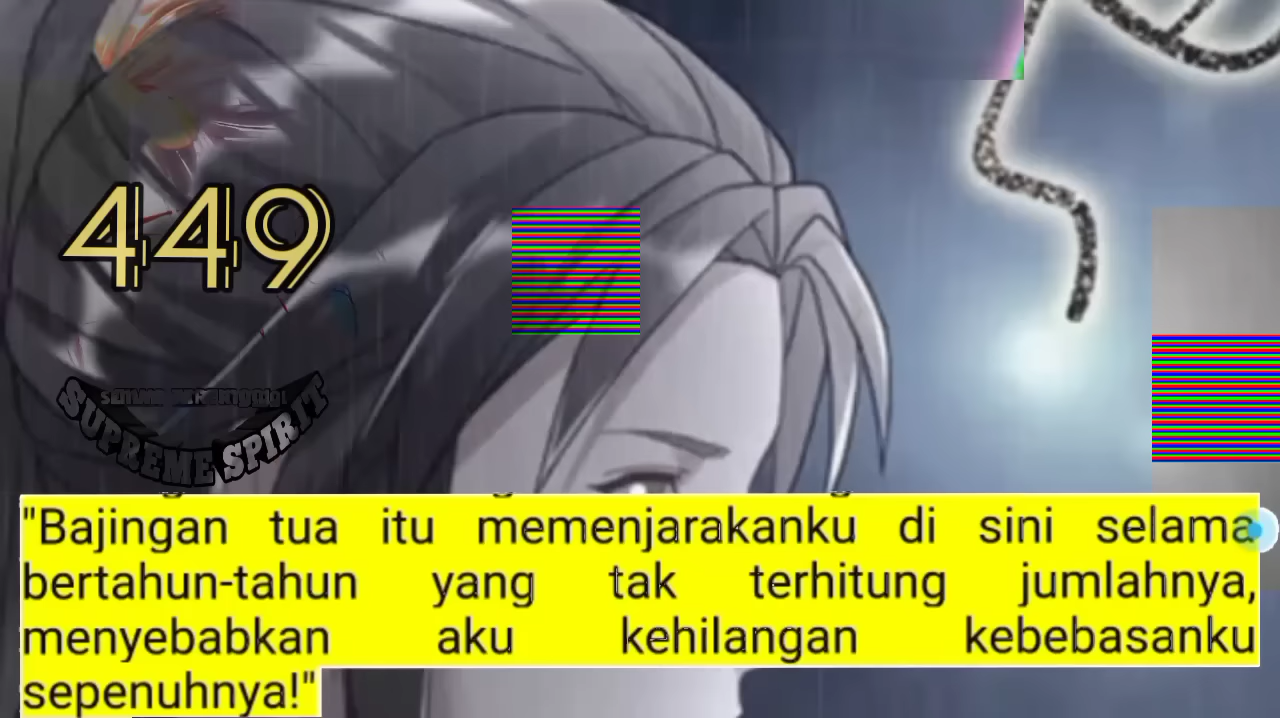 449
SUPREME SPIRIT
"Bajingan tua itu memenjarakanku di sini selama
bertahun-tahun yang tak terhitung jumlahnya,
menyebabkan aku kehilangan kebebasanku
sepenuhnya!"